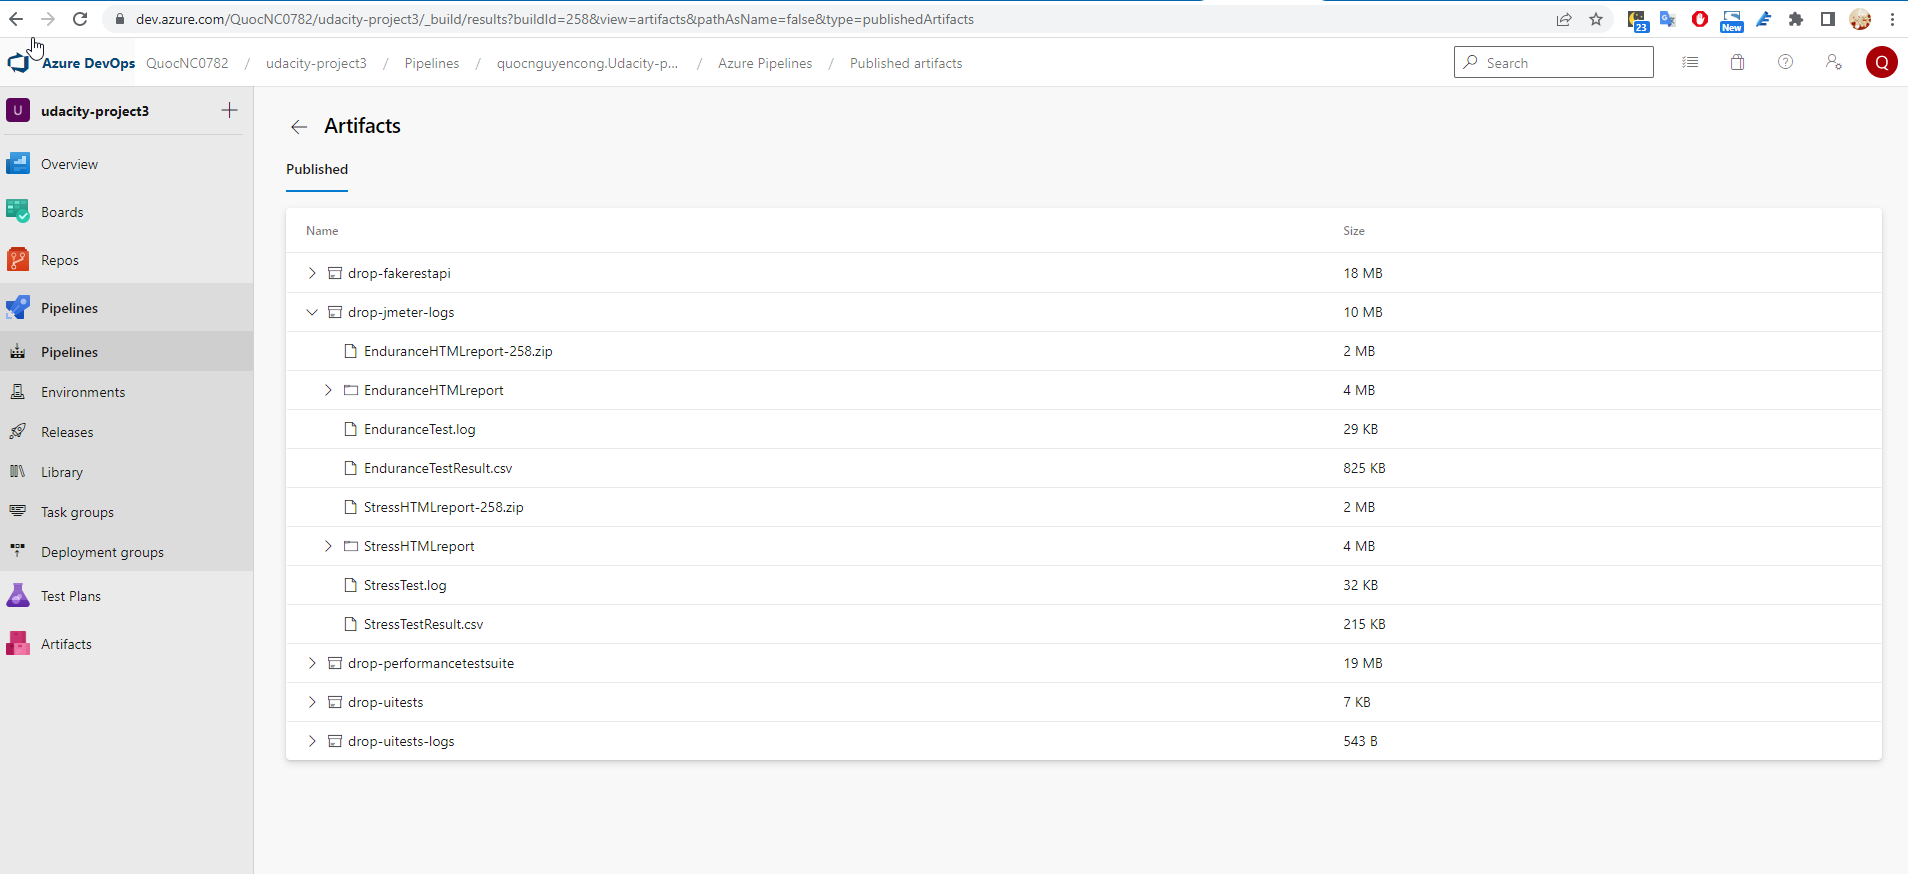 dev.azure.com/QuocNC0782/udacity-project3/_build/results?buildId=258&view=artifacts&pathAsName=false&type=publishedArtifacts
23
New
Azure DevOps QuocNC0782 / udacity-project3 / Pipelines / quocnguyencong.Udacity-p... / Azure Pipelines / Published artifacts
Search
Q
U udacity-project3
Overview
Boards
Repos
Pipelines
Pipelines
Environments
Releases
Library
Task groups
Deployment groups
Test Plans
Artifacts
Artifacts
Published
Name Size
drop-fakerestapi 18 MB
drop-jmeter-logs 10 MB
EnduranceHTMLreport-258.zip 2 MB
EnduranceHTMLreport 4 MB
EnduranceTest.log 29 KB
EnduranceTestResult.csv 825 KB
StressHTMLreport-258.zip 2 MB
StressHTMLreport 4 MB
StressTest.log 32 KB
StressTestResult.csv 215 KB
drop-performancetestsuite 19 MB
drop-uitests 7 KB
drop-uitests-logs 543 B